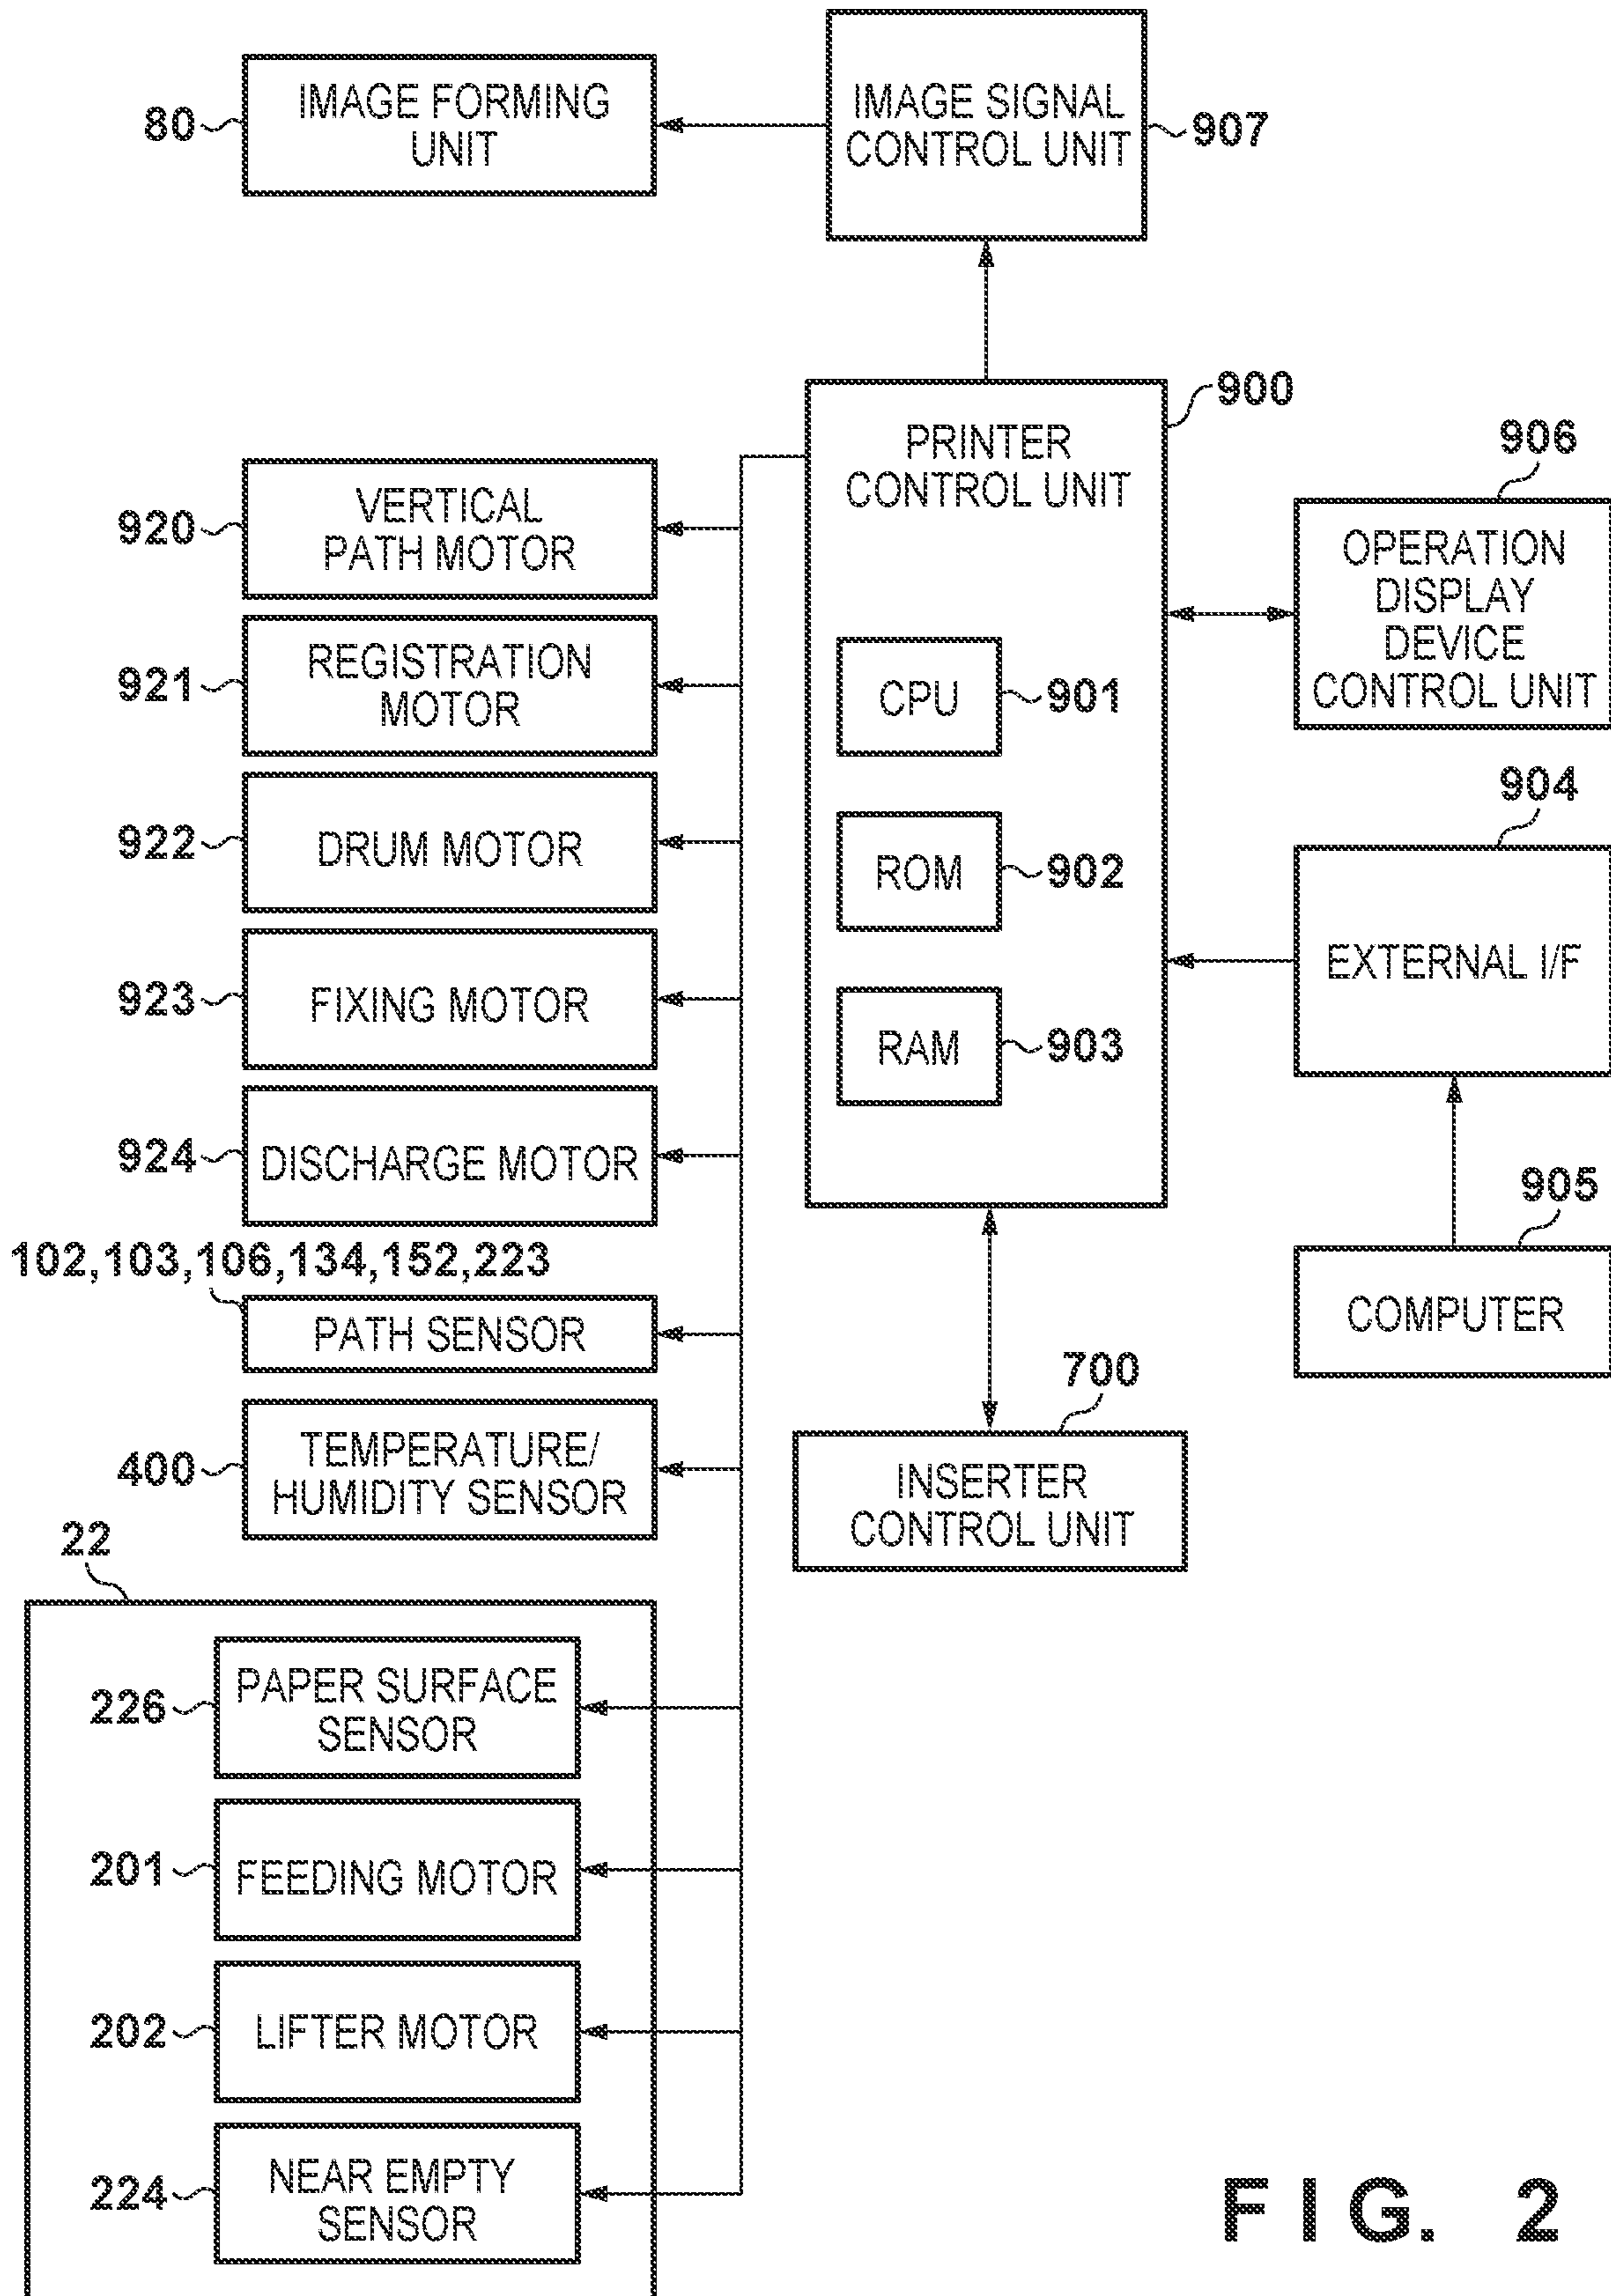 80
IMAGE FORMING
UNIT
IMAGE SIGNAL
CONTROL UNIT
907
900
PRINTER
CONTROL UNIT
CPU
901
ROM
902
RAM
903
906
OPERATION
DISPLAY
DEVICE
CONTROL UNIT
904
EXTERNAL I/F
905
COMPUTER
700
INSERTER
CONTROL UNIT
920
VERTICAL
PATH MOTOR
921
REGISTRATION
MOTOR
922
DRUM MOTOR
923
FIXING MOTOR
924
DISCHARGE MOTOR
102,103,106,134,152,223
PATH SENSOR
400
TEMPERATURE/
HUMIDITY SENSOR
22
226
PAPER SURFACE
SENSOR
201
FEEDING MOTOR
202
LIFTER MOTOR
224
NEAR EMPTY
SENSOR
FIG. 2